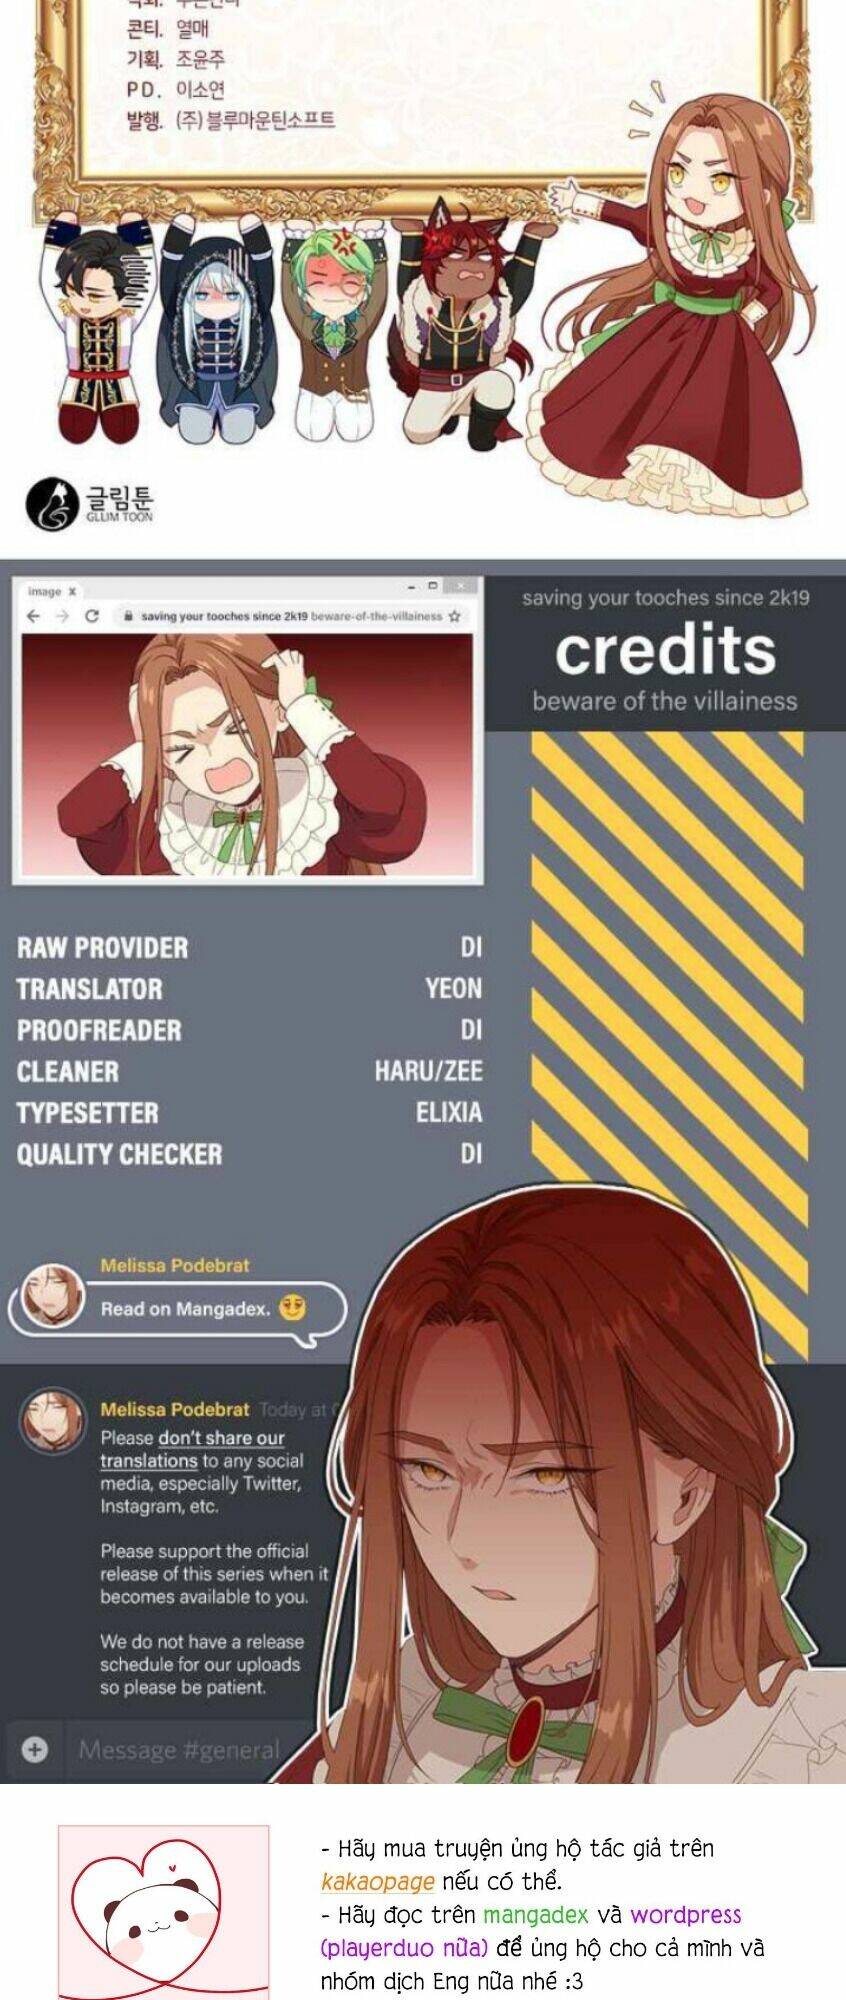 콘티. 열매
기획. 조윤주
PD. 이소연
발행. (주)블루마운틴소프트
글림툰
GLLIM TOON
image x
saving your tooches since 2k19 beware-of-the-villainess
saving your tooches since 2k19
credits
beware of the villainess
RAW PROVIDER DI
TRANSLATOR YEON
PROOFREADER DI
CLEANER HARU/ZEE
TYPESETTER ELIXIA
QUALITY CHECKER DI
Melissa Podebrat
Read on Mangadex.
Melissa Podebrat Today at
Please don't share our
translations to any social
media, especially Twitter,
Instagram, etc.
Please support the official
release of this series when it
becomes available to you.
We do not have a release
schedule for our uploads
so please be patient.
Message #general
- Hãy mua truyện ủng hộ tác giả trên
kakaopage nếu có thể.
- Hãy đọc trên mangadex và wordpress
(playerduo nữa) để ủng hộ cho cả mình và
nhóm dịch Eng nữa nhé :3